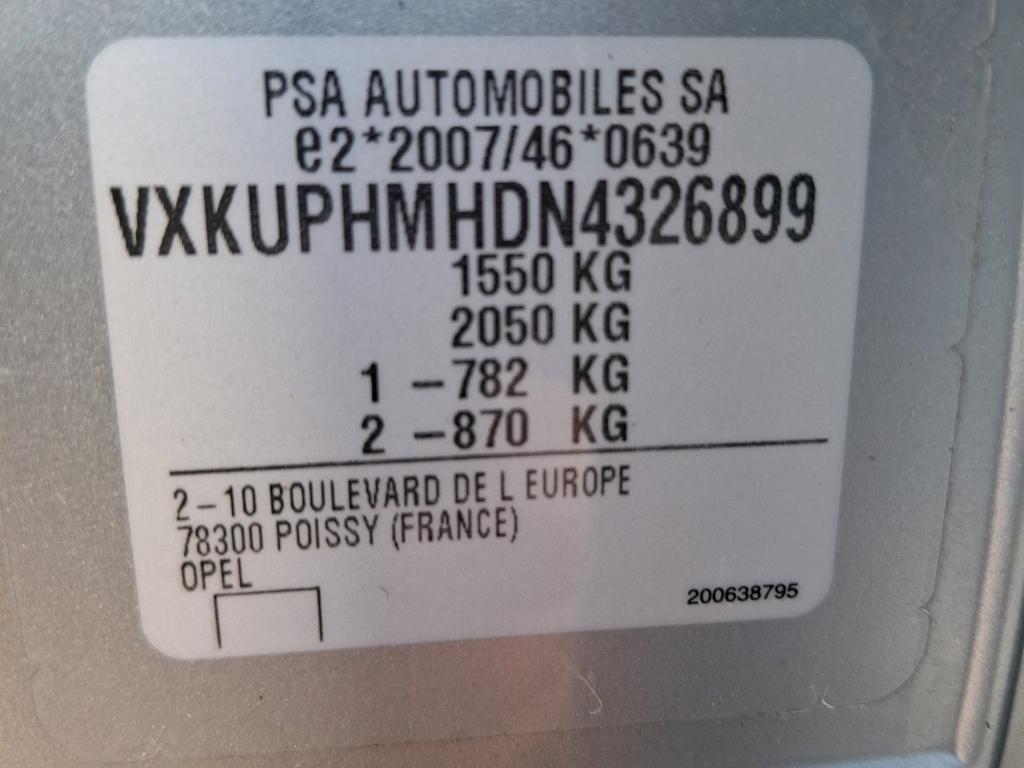 PSA AUTOMOBILES SA
e2*2007/46*0639
VXKUPHMHDN4326899
1550 KG
2050 KG
1 –782 KG
2 –870 KG
2–10 BOULEVARD DE L EUROPE
78300 POISSY (FRANCE)
OPEL
200638795